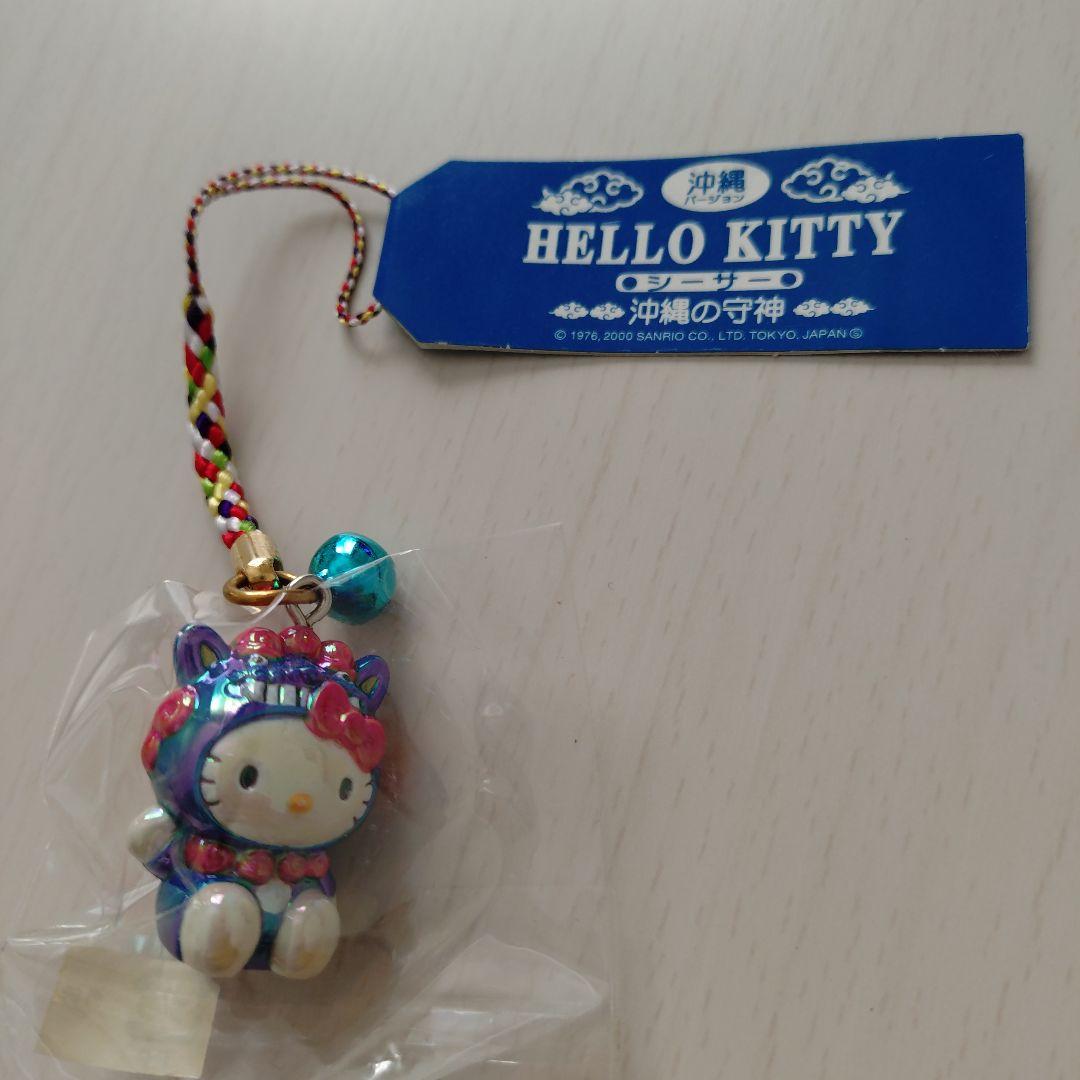 沖縄
バージョン
HELLO KITTY
シーサー
沖縄の守神
© 1976, 2000 SANRIO CO., LTD. TOKYO. JAPAN Ⓢ